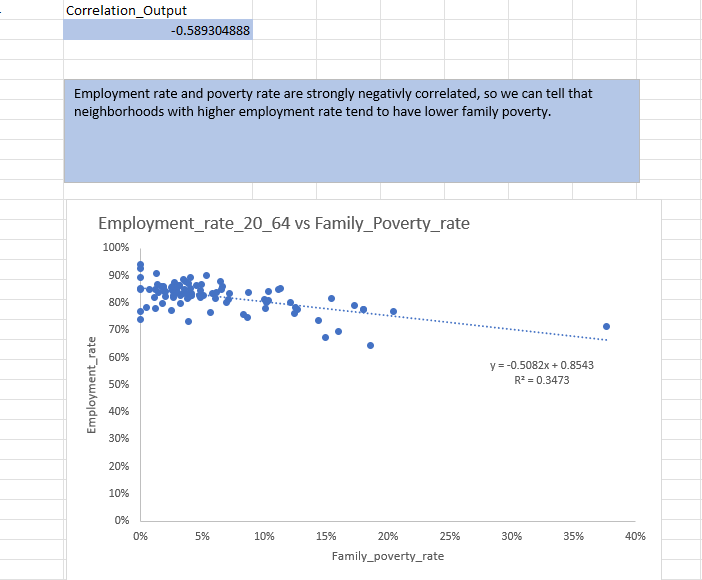 Correlation_Output
-0.589304888
Employment rate and poverty rate are strongly negativly correlated, so we can tell that
neighborhoods with higher employment rate tend to have lower family poverty.
Employment_rate_20_64 vs Family_Poverty_rate
100%
90%
80%
70%
60%
50%
40%
30%
20%
10%
0%
Employment_rate
y = -0.5082x + 0.8543
R² = 0.3473
0% 5% 10% 15% 20% 25% 30% 35% 40%
Family_poverty_rate